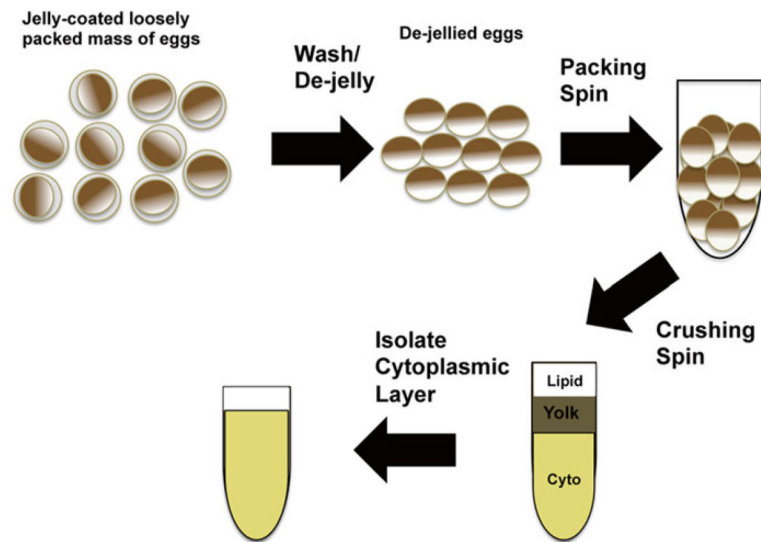 Jelly-coated loosely
packed mass of eggs
Wash/
De-jelly
De-jellied eggs
Packing
Spin
Crushing
Spin
Lipid
Yolk
Cyto
Isolate
Cytoplasmic
Layer